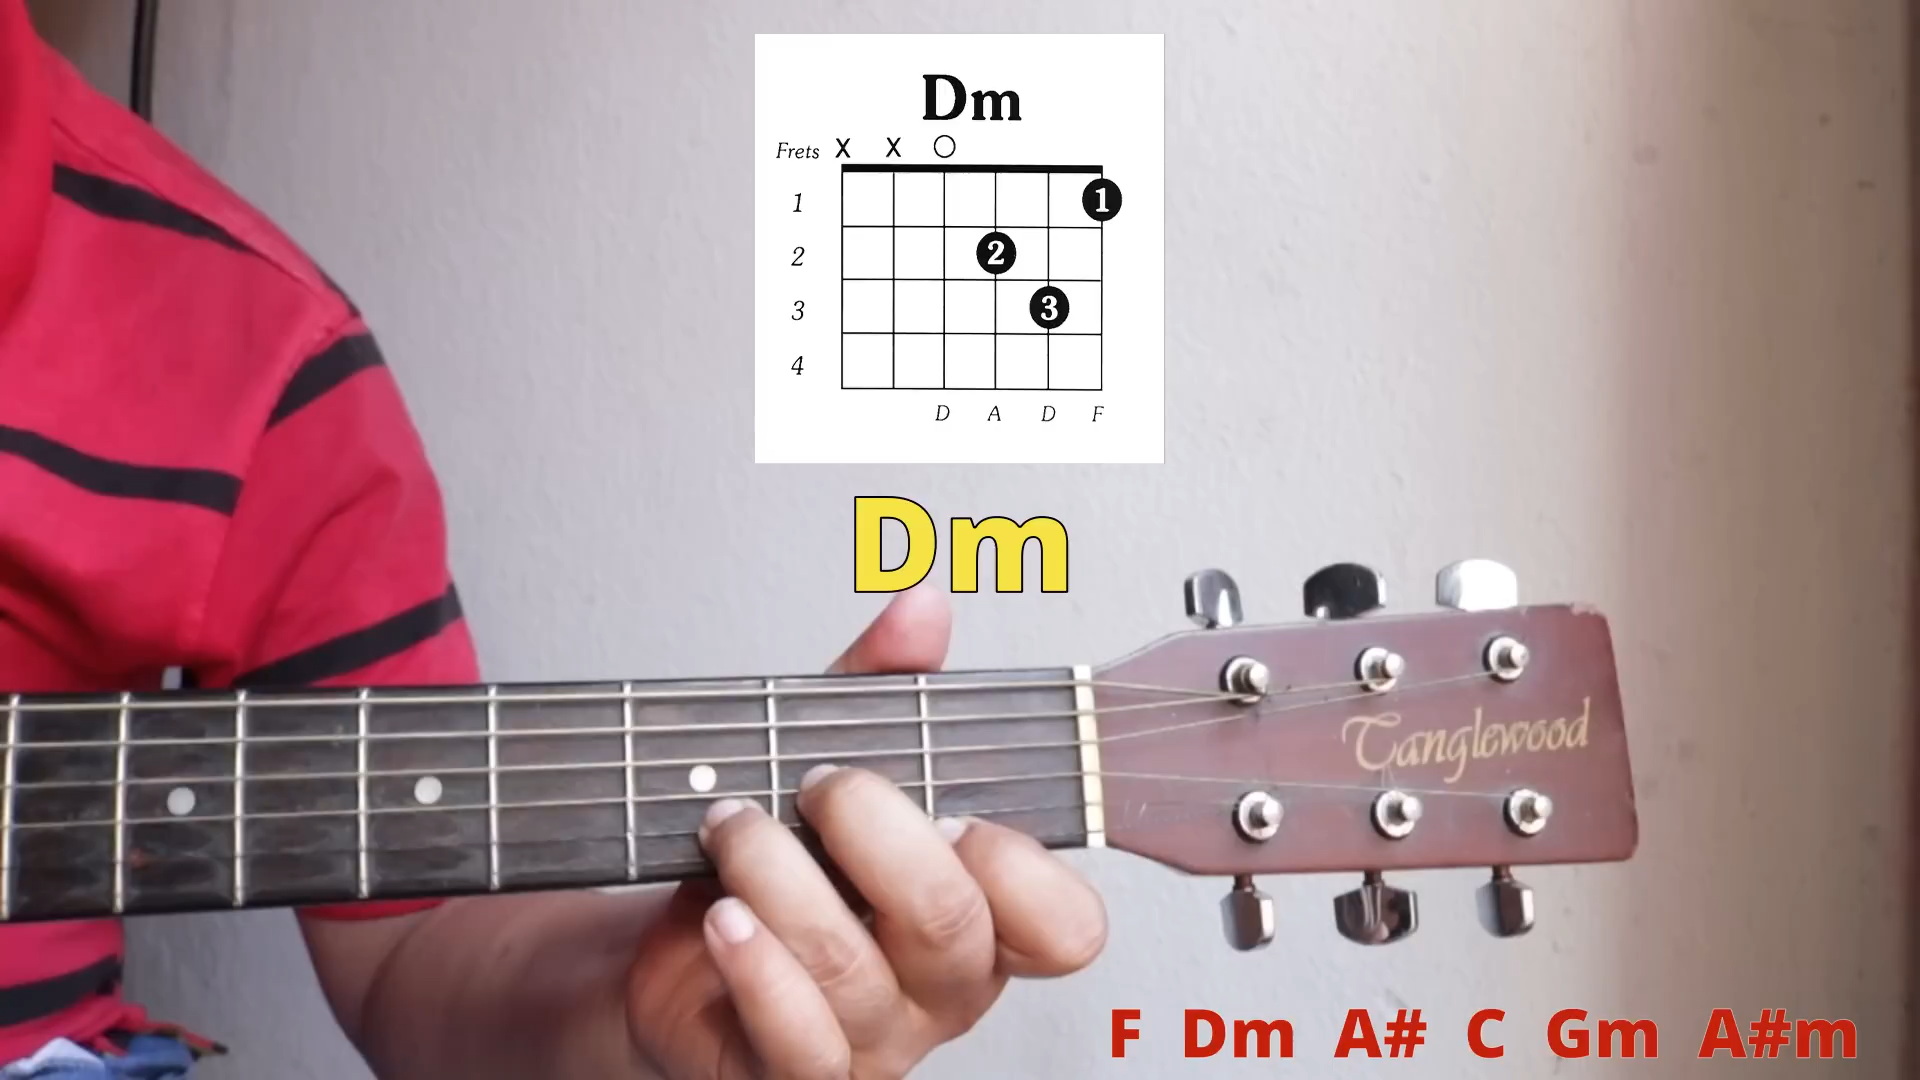 Dm
Frets X X O
1 1
2 2
3 3
4
D A D F
Dm
Tanglewood
F Dm A# C Gm A#m